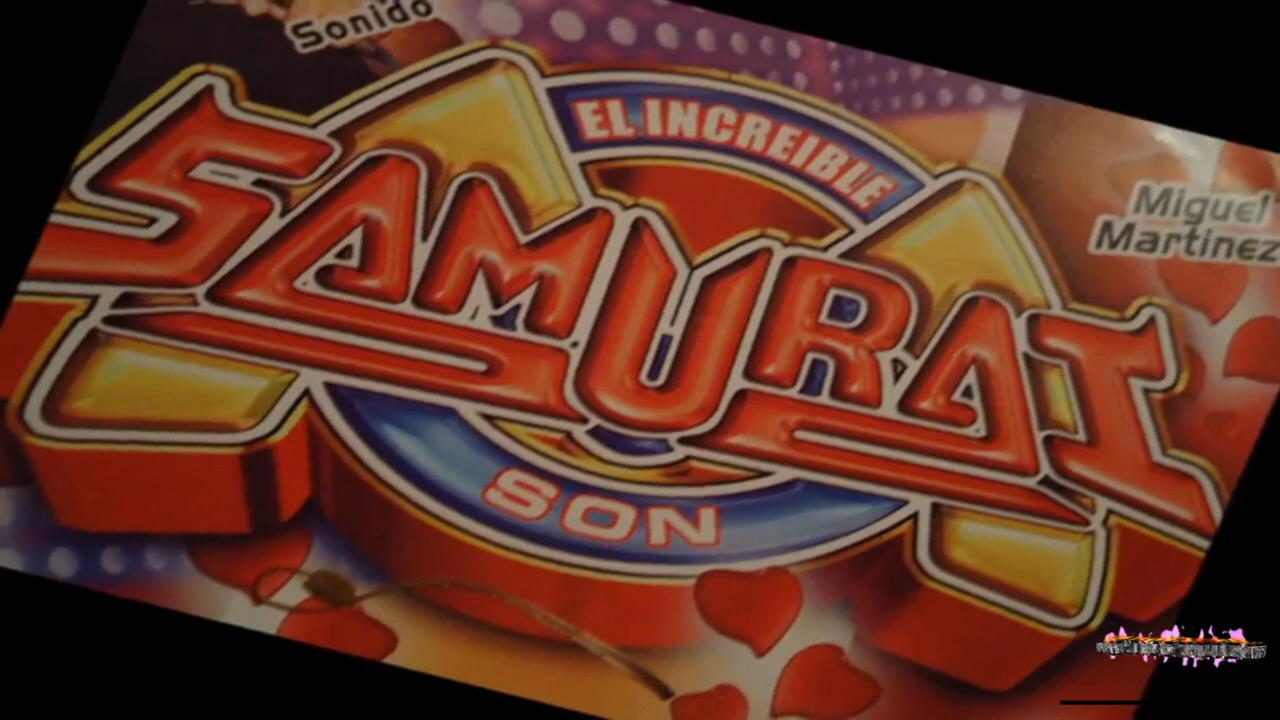 Sonido
EL INCREIBLE
SAMURAI
SON
Miguel
Martinez